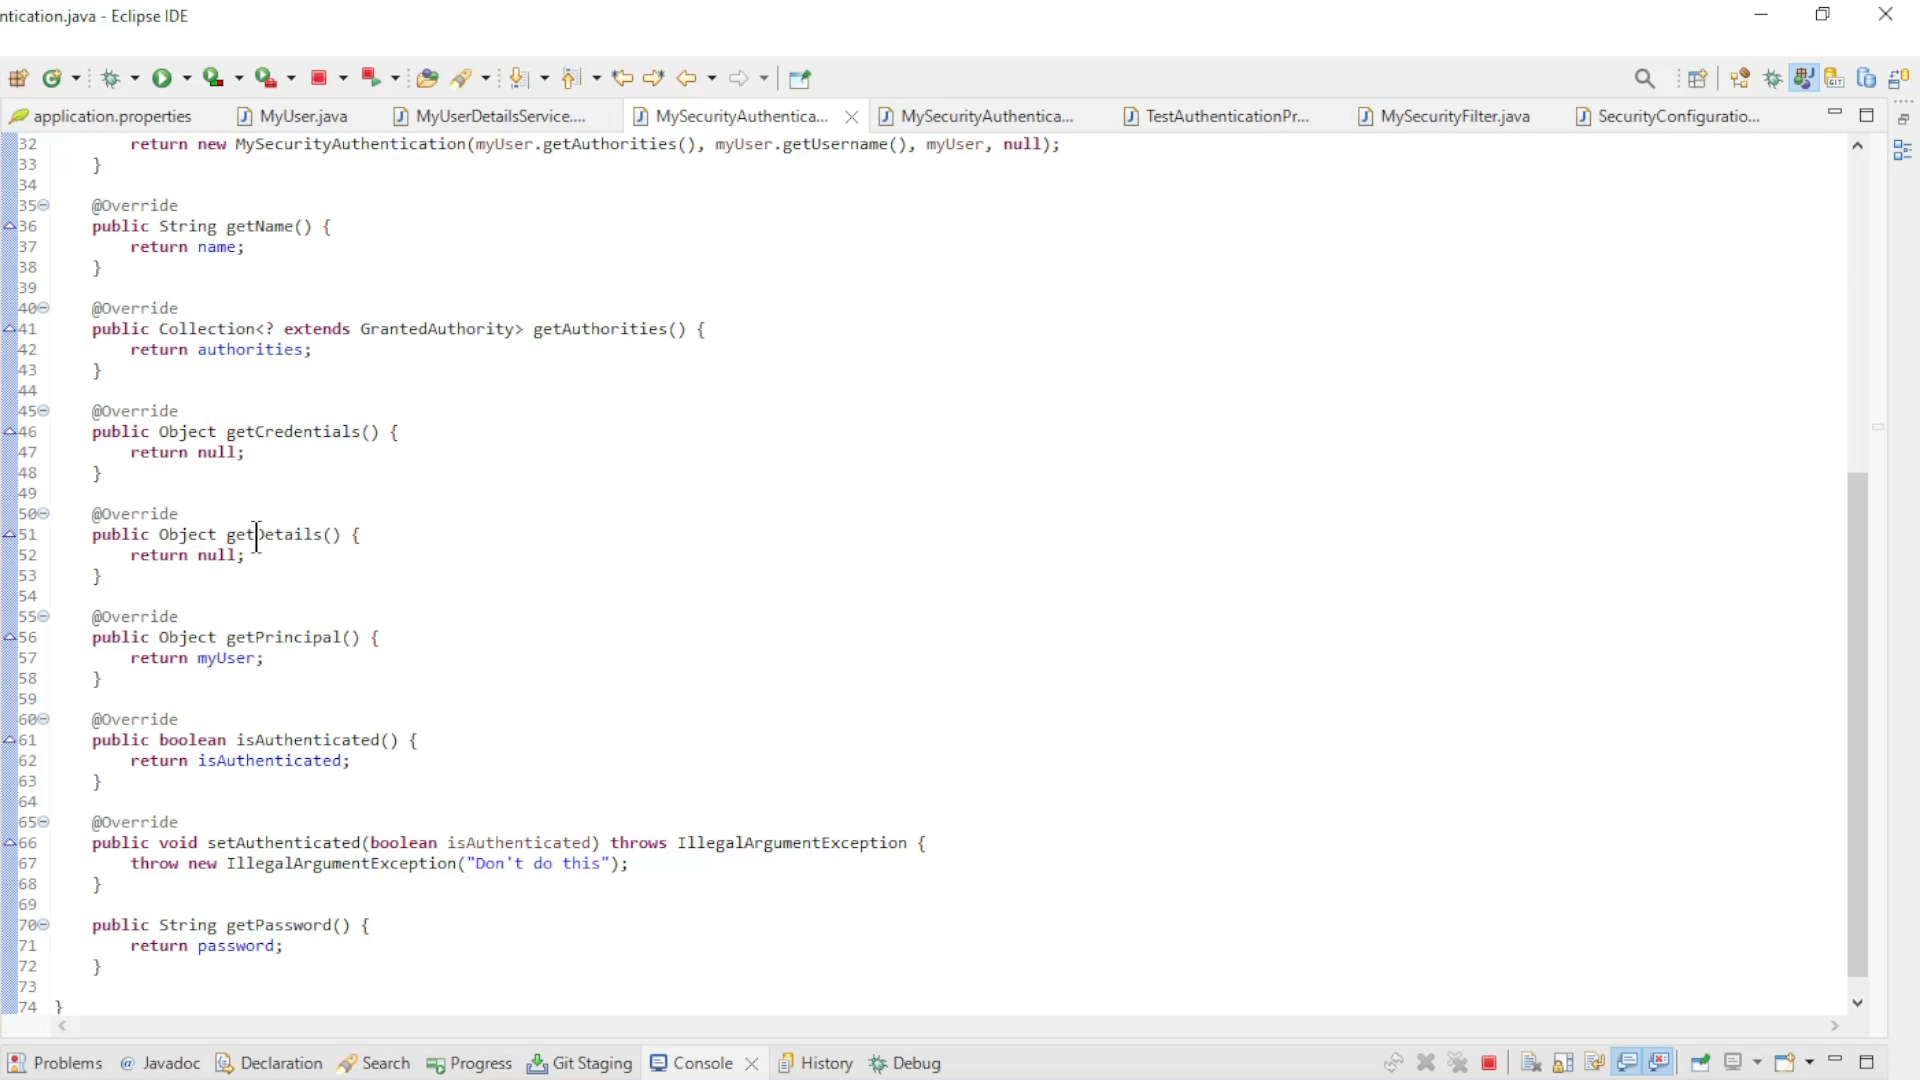 ntication.java - Eclipse IDE
application.properties MyUser.java MyUserDetailsService.... MySecurityAuthentica... MySecurityAuthentica... TestAuthenticationPr... MySecurityFilter.java SecurityConfiguratio...
32 return new MySecurityAuthentication(myUser.getAuthorities(), myUser.getUsername(), myUser, null);
33 }
34
35 @Override
36 public String getName() {
37 return name;
38 }
39
40 @Override
41 public Collection<? extends GrantedAuthority> getAuthorities() {
42 return authorities;
43 }
44
45 @Override
46 public Object getCredentials() {
47 return null;
48 }
49
50 @Override
51 public Object getDetails() {
52 return null;
53 }
54
55 @Override
56 public Object getPrincipal() {
57 return myUser;
58 }
59
60 @Override
61 public boolean isAuthenticated() {
62 return isAuthenticated;
63 }
64
65 @Override
66 public void setAuthenticated(boolean isAuthenticated) throws IllegalArgumentException {
67 throw new IllegalArgumentException("Don't do this");
68 }
69
70 public String getPassword() {
71 return password;
72 }
73
74 }
Problems Javadoc Declaration Search Progress Git Staging Console History Debug